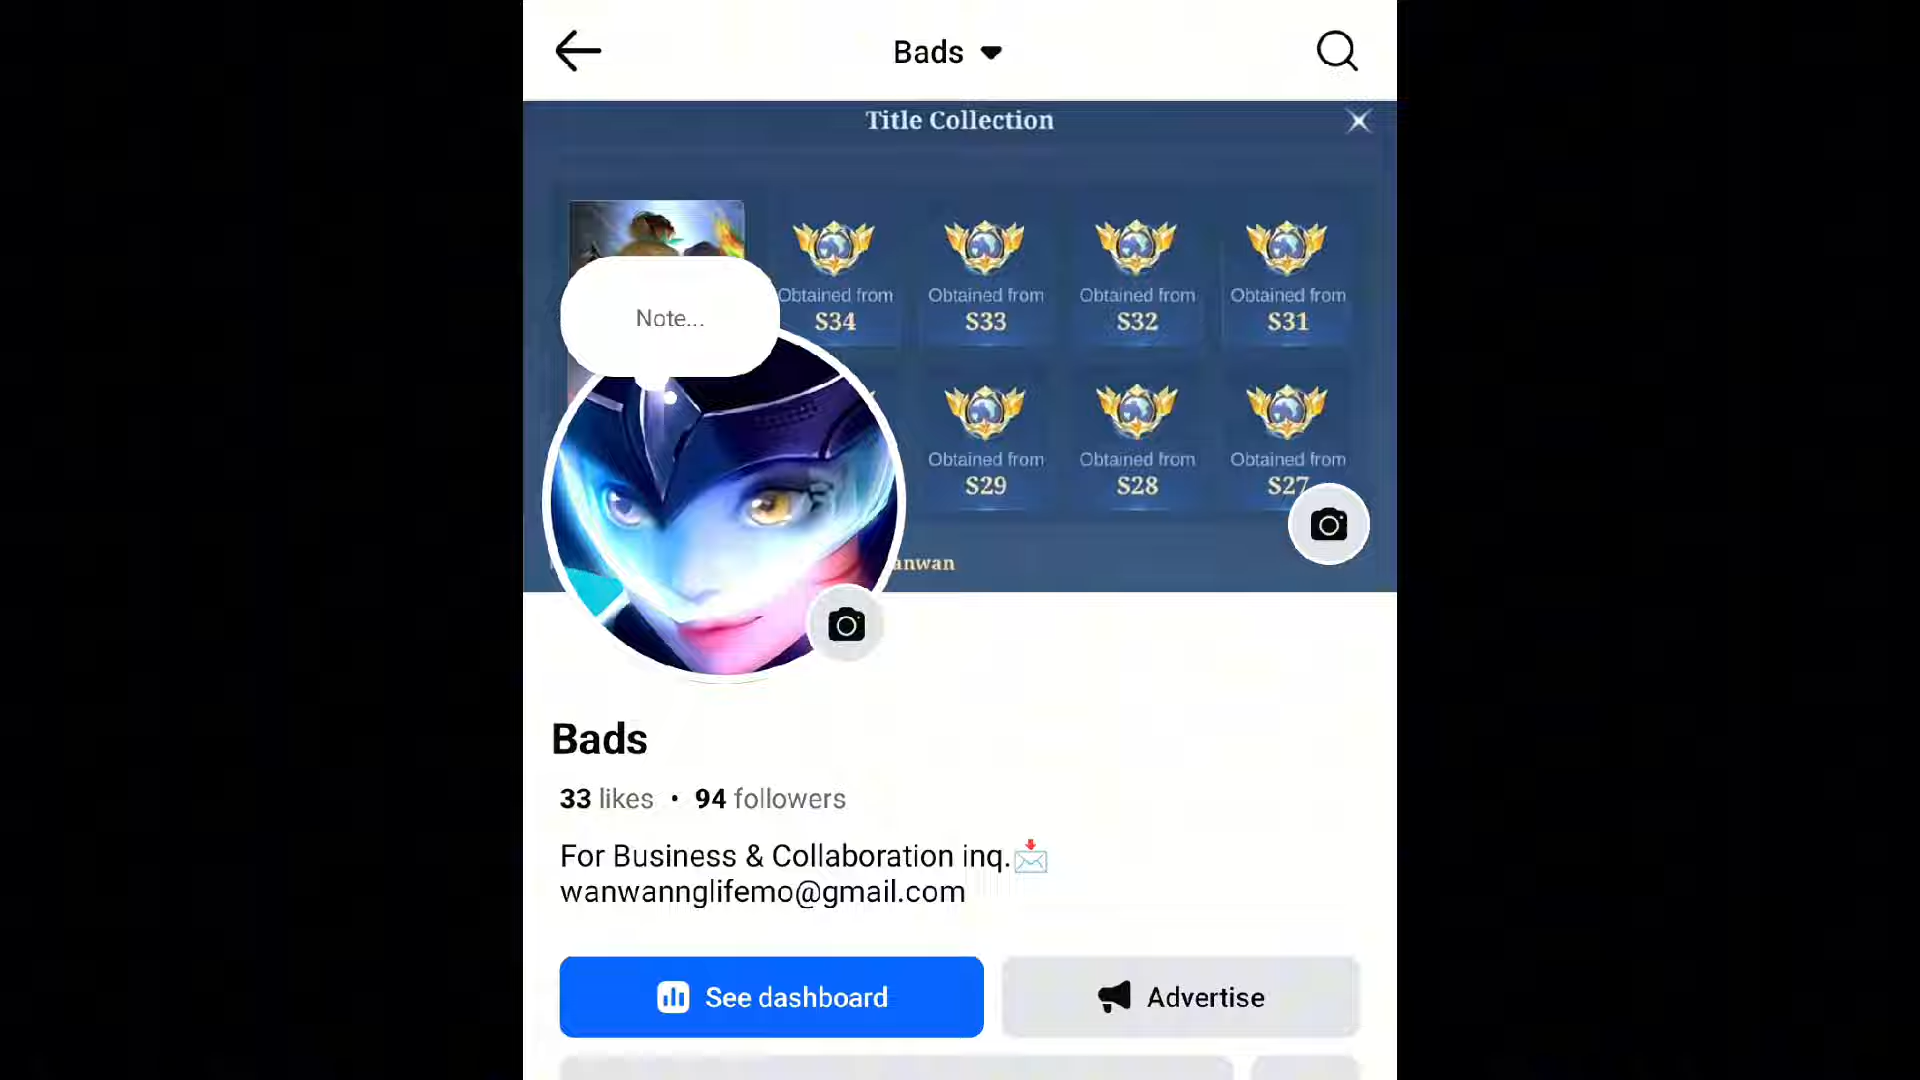 Bads
Title Collection
Obtained from
S34
Obtained from
S33
Obtained from
S32
Obtained from
S31
Note...
Obtained from
S29
Obtained from
S28
Obtained from
S27
anwan
Bads
33 likes • 94 followers
For Business & Collaboration inq.📩
wanwannglifemo@gmail.com
See dashboard
Advertise